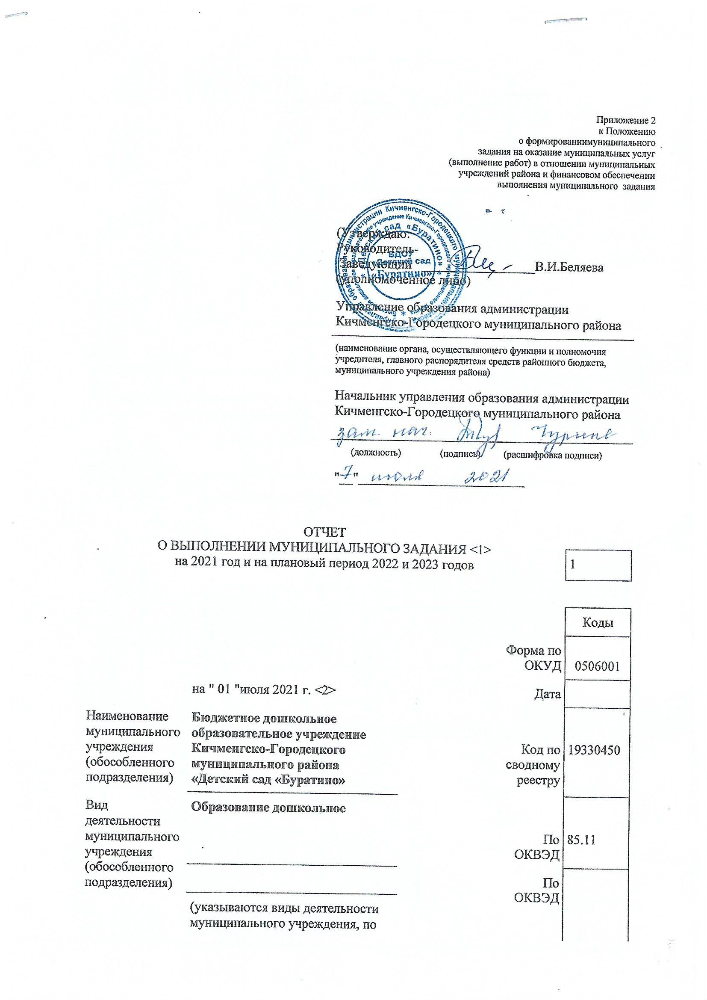 Приложение 2
к Положению
о формированиимуниципального
задания на оказание муниципальных услуг
(выполнение работ) в отношении муниципальных
учреждений района и финансовом обеспечении
выполнения муниципального задания
(Утверждаю:
Руководитель-
Заведующий В.И.Беляева
(уполномоченное лицо)
БДОУ
«Детский сад
«Буратино»
Управление образования администрации
Кичменгско-Городецкого муниципального района
(наименование органа, осуществляющего функции и полномочия
учредителя, главного распорядителя средств районного бюджета,
муниципального учреждения района)
Начальник управления образования администрации
Кичменгско-Городецкого муниципального района
зам. нач.
(должность) (подпись) (расшифровка подписи)
"7" июля 2021
ОТЧЕТ
О ВЫПОЛНЕНИИ МУНИЦИПАЛЬНОГО ЗАДАНИЯ <1>
на 2021 год и на плановый период 2022 и 2023 годов
1
Коды
Форма по
ОКУД 0506001
на " 01 "июля 2021 г. <2>
Дата
Наименование
муниципального
учреждения
(обособленного
подразделения)
Бюджетное дошкольное
образовательное учреждение
Кичменгско-Городецкого
муниципального района
«Детский сад «Буратино»
Код по 19330450
сводному
реестру
Вид
деятельности
муниципального
учреждения
(обособленного
подразделения)
Образование дошкольное
По 85.11
ОКВЭД
По
ОКВЭД
(указываются виды деятельности
муниципального учреждения, по